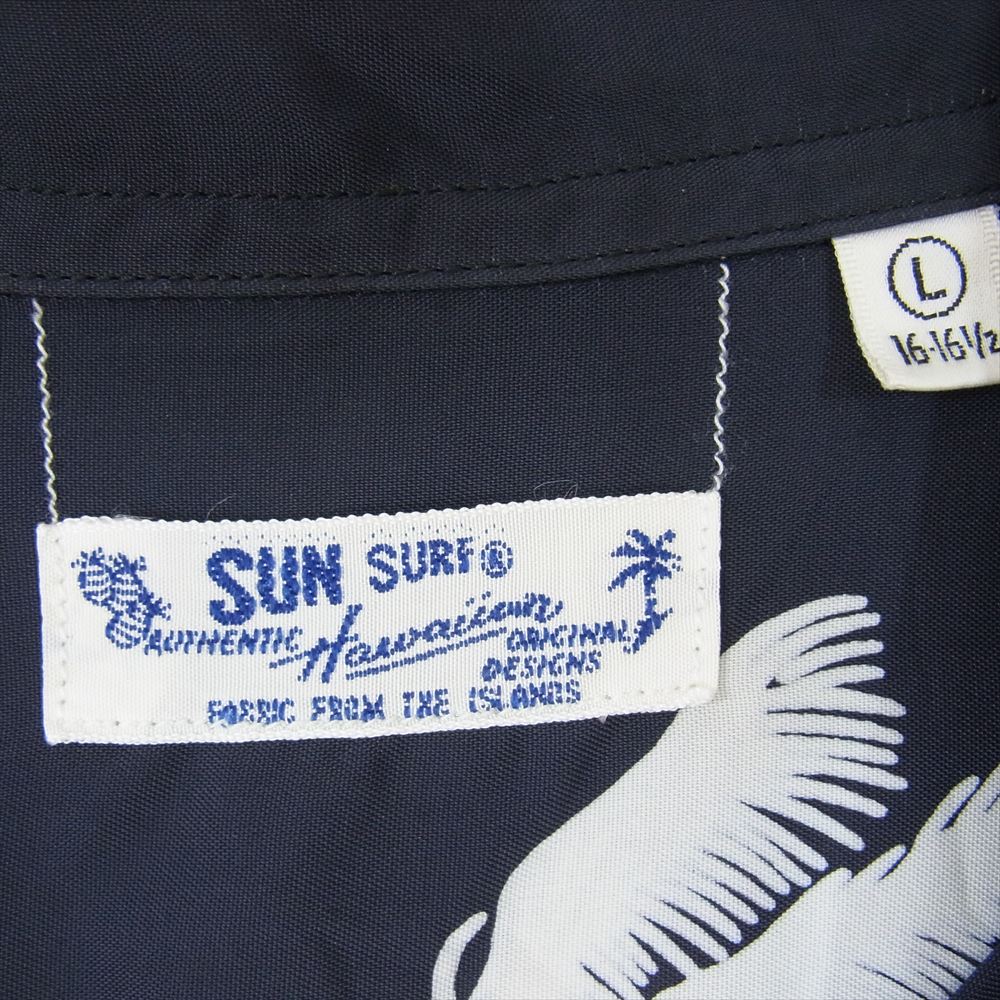 L
16-16½
SUN SURF®
AUTHENTIC Hawaiian ORIGINAL
DESIGNS
FABRIC FROM THE ISLANDS